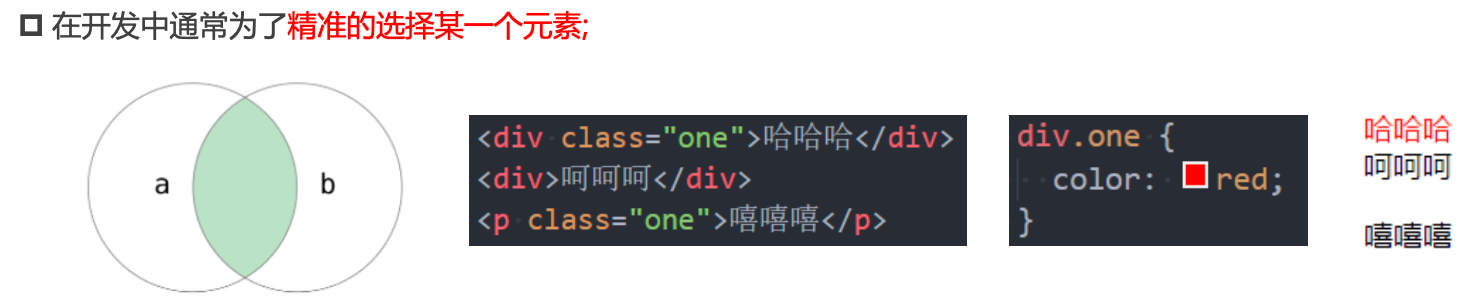 在开发中通常为了精准的选择某一个元素;
a
b
<div class="one">哈哈哈</div>
<div>呵呵呵</div>
<p class="one">嘻嘻嘻</p>
div.one {
color: red;
}
哈哈哈
呵呵呵
嘻嘻嘻